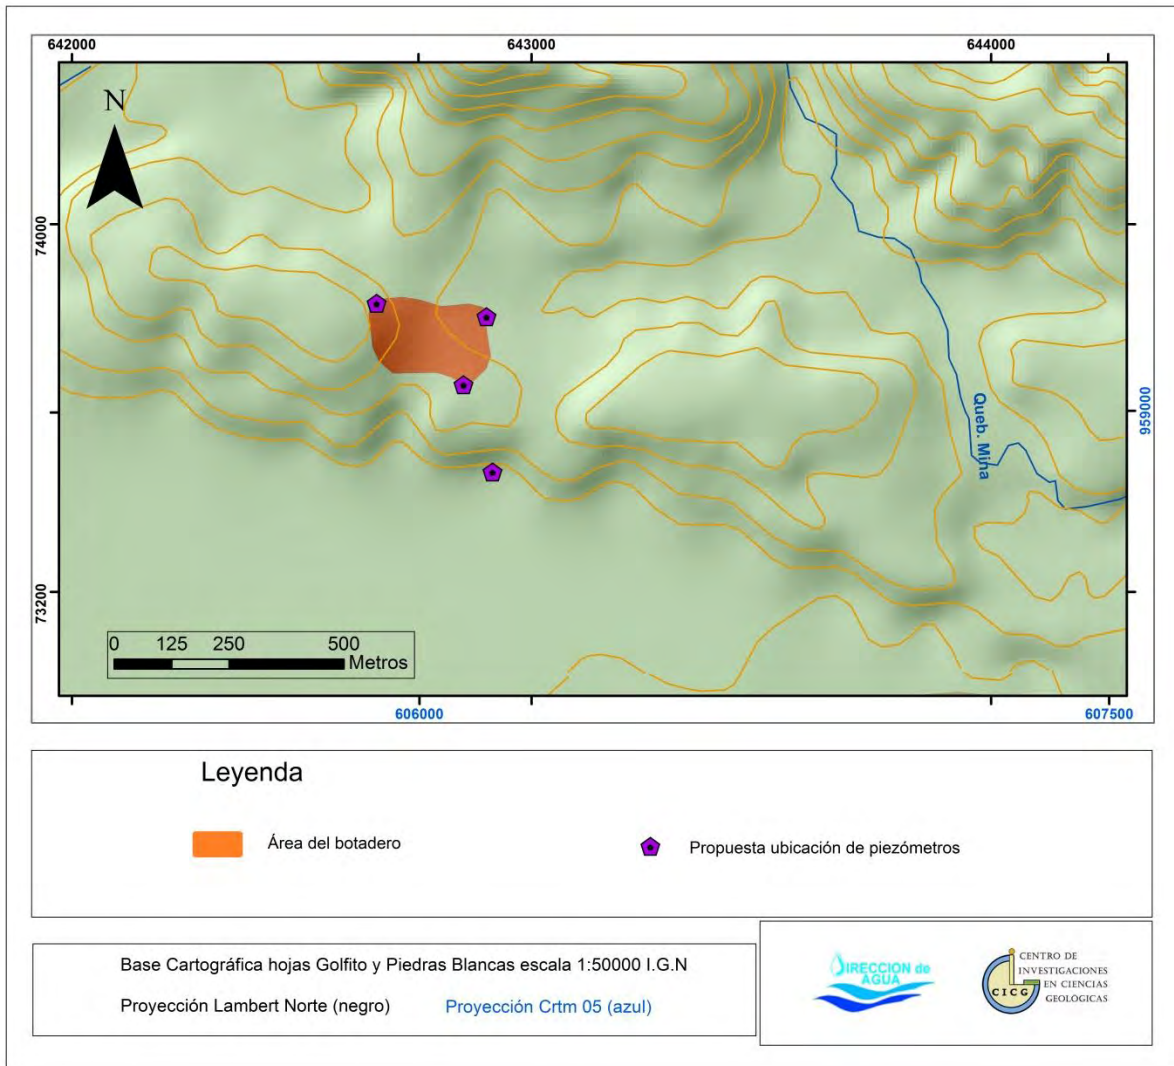 642000
643000
644000
N
74000
959000
73200
Queb. Mina
0 125 250 500
Metros
606000
607500
Leyenda
Área del botadero
Propuesta ubicación de piezómetros
Base Cartográfica hojas Golfito y Piedras Blancas escala 1:50000 I.G.N
Proyección Lambert Norte (negro) Proyección Crtm 05 (azul)
DIRECCION de
AGUA
CICG
CENTRO DE
INVESTIGACIONES
EN CIENCIAS
GEOLÓGICAS